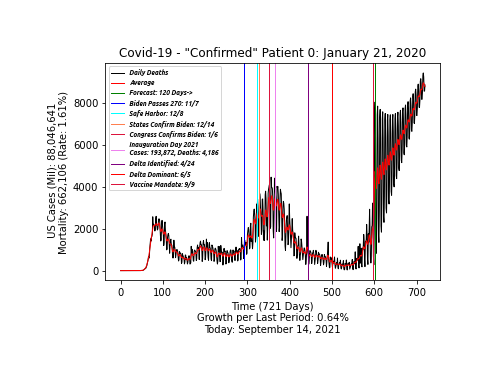 Covid-19 - "Confirmed" Patient 0: January 21, 2020
Daily Deaths
Average
Forecast: 120 Days->
Biden Passes 270: 11/7
Safe Harbor: 12/8
States Confirm Biden: 12/14
Congress Confirms Biden: 1/6
Inauguration Day 2021
Cases: 193,872, Deaths: 4,186
Delta Identified: 4/24
Delta Dominant: 6/5
Vaccine Mandate: 9/9
US Cases (Mil): 88,046,641
Mortality: 662,106 (Rate: 1.61%)
8000
6000
4000
2000
0
0 100 200 300 400 500 600 700
Time (721 Days)
Growth per Last Period: 0.64%
Today: September 14, 2021